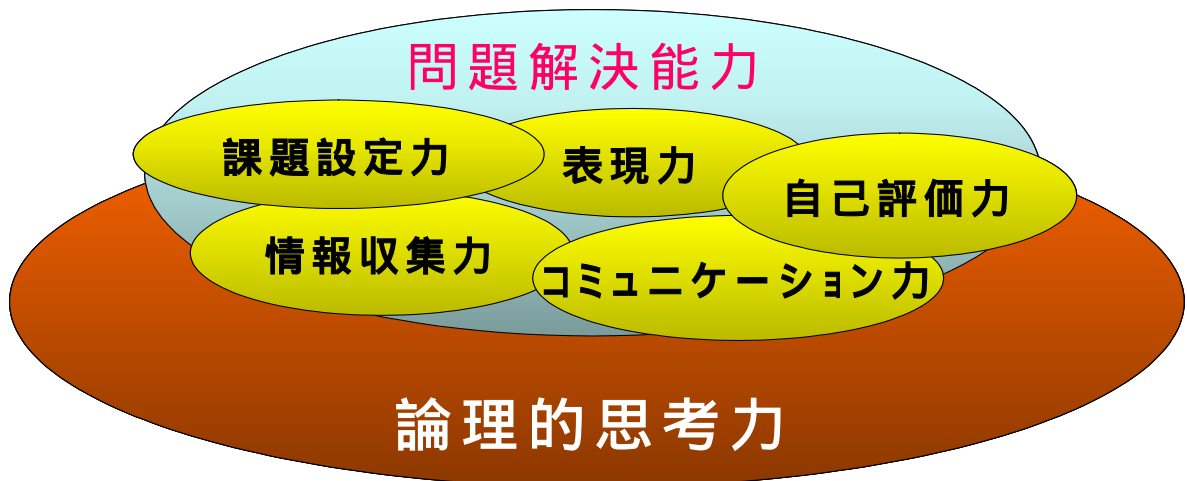 問題解決能力
課題設定力
表現力
自己評価力
情報収集力
コミュニケーション力
論理的思考力